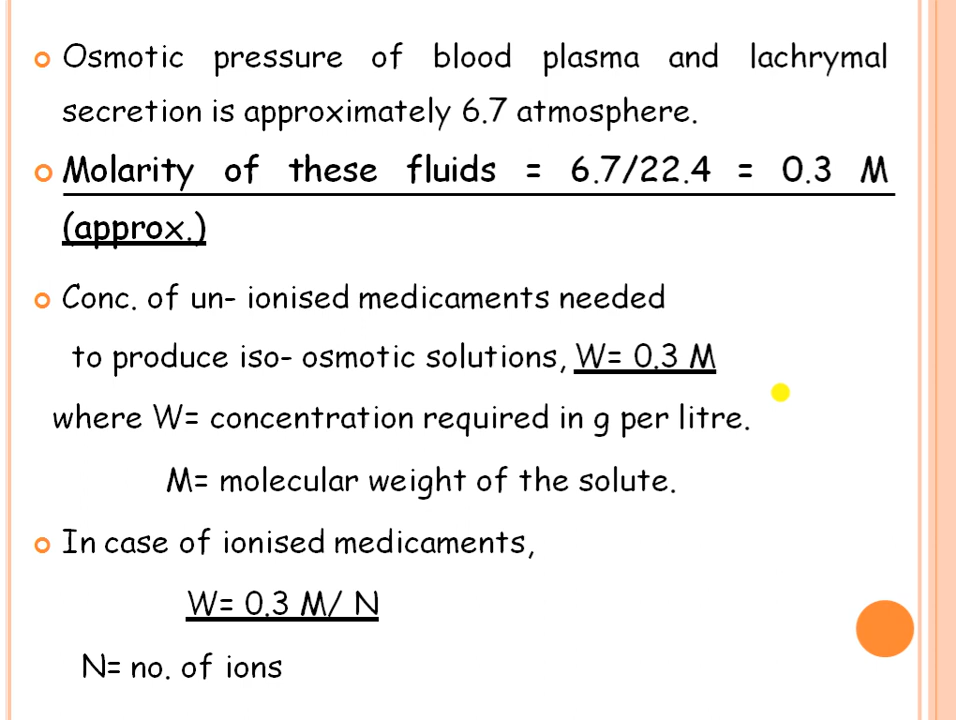 Osmotic pressure of blood plasma and lachrymal
secretion is approximately 6.7 atmosphere.
Molarity of these fluids = 6.7/22.4 = 0.3 M
(approx.)
Conc. of un- ionised medicaments needed
to produce iso- osmotic solutions, W= 0.3 M
where W= concentration required in g per litre.
M= molecular weight of the solute.
In case of ionised medicaments,
W= 0.3 M/ N
N= no. of ions